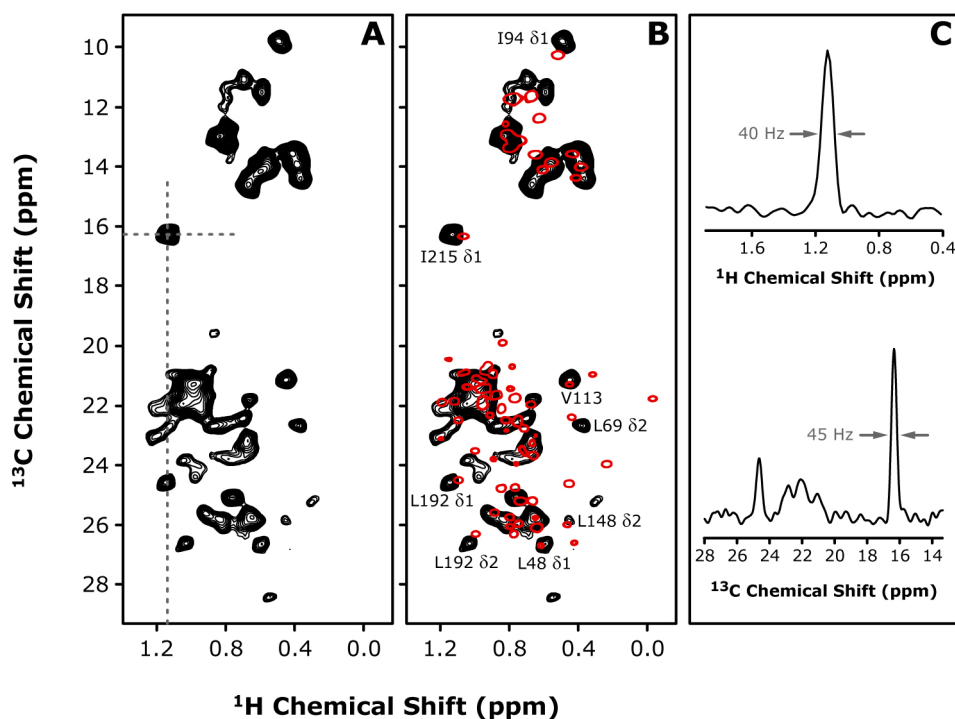 A
B
C
10
12
14
16
18
20
22
24
26
28
13C Chemical Shift (ppm)
1.2 0.8 0.4 0.0
I94 δ1
I215 δ1
V113
L69 δ2
L192 δ1
L148 δ2
L192 δ2
L48 δ1
1.2 0.8 0.4 0.0
1H Chemical Shift (ppm)
40 Hz
1.6 1.2 0.8 0.4
1H Chemical Shift (ppm)
45 Hz
28 26 24 22 20 18 16 14
13C Chemical Shift (ppm)